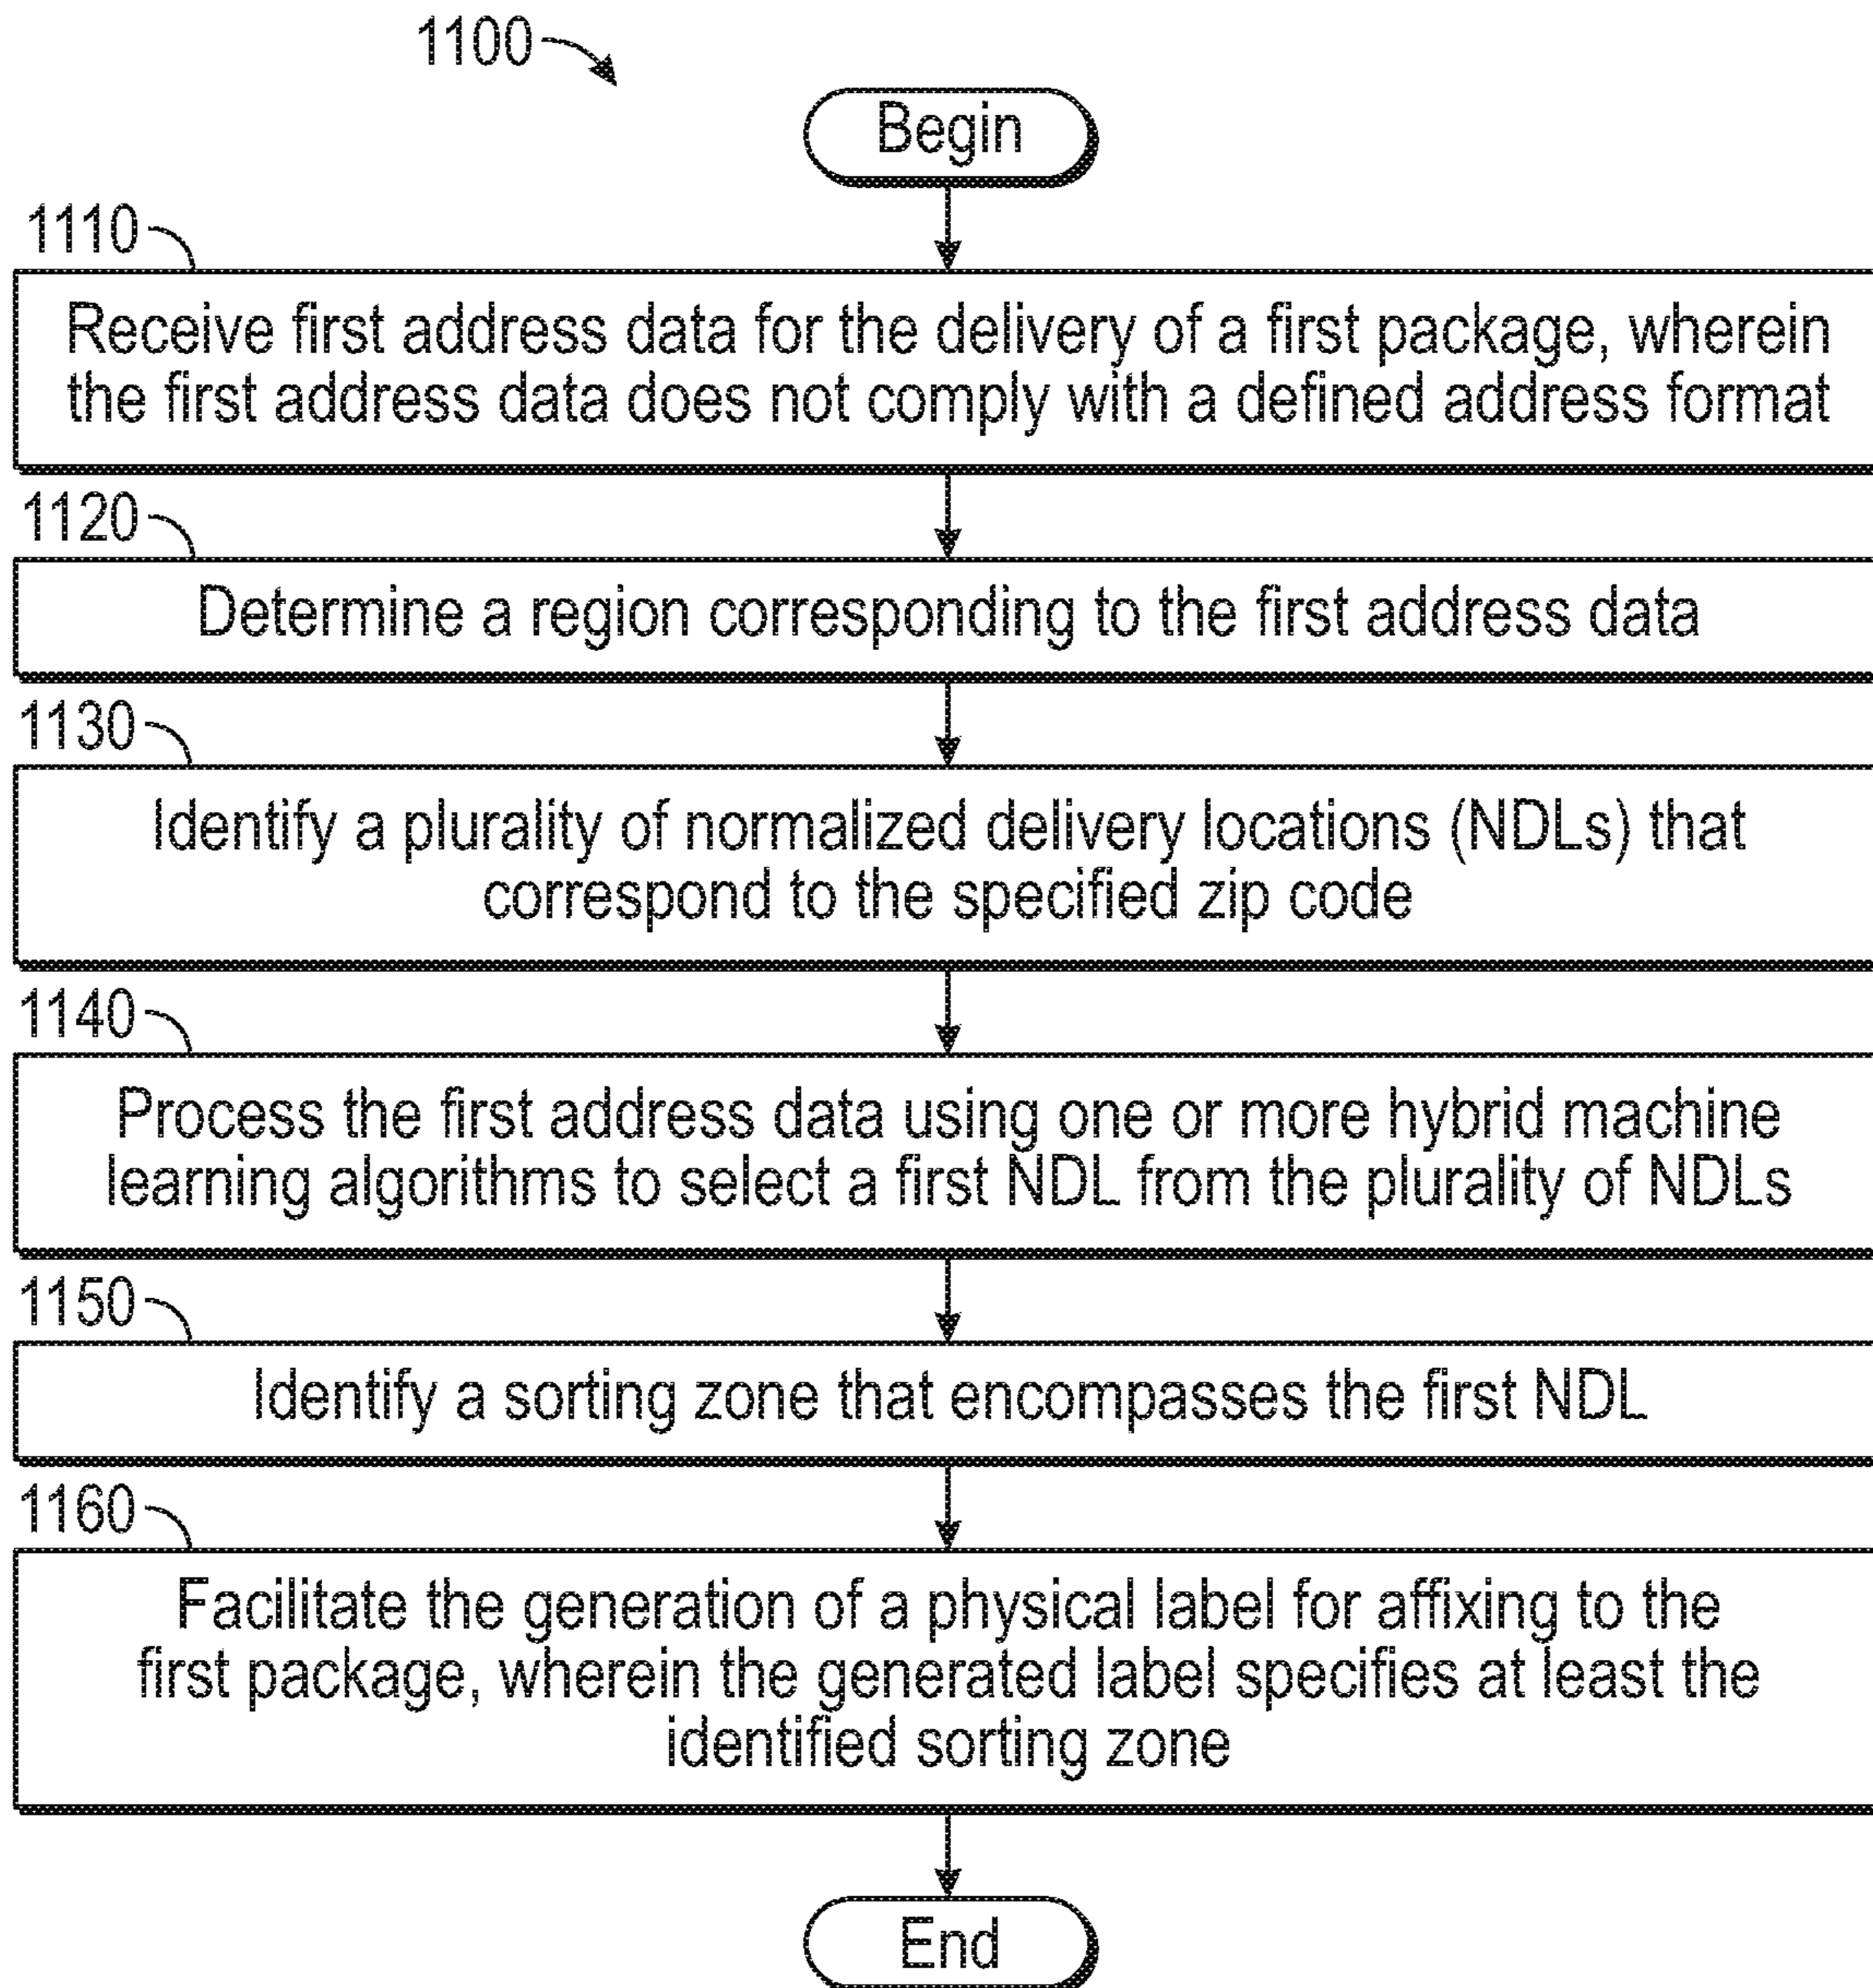 1100
Begin
1110
Receive first address data for the delivery of a first package, wherein
the first address data does not comply with a defined address format
1120
Determine a region corresponding to the first address data
1130
Identify a plurality of normalized delivery locations (NDLs) that
correspond to the specified zip code
1140
Process the first address data using one or more hybrid machine
learning algorithms to select a first NDL from the plurality of NDLs
1150
Identify a sorting zone that encompasses the first NDL
1160
Facilitate the generation of a physical label for affixing to the
first package, wherein the generated label specifies at least the
identified sorting zone
End